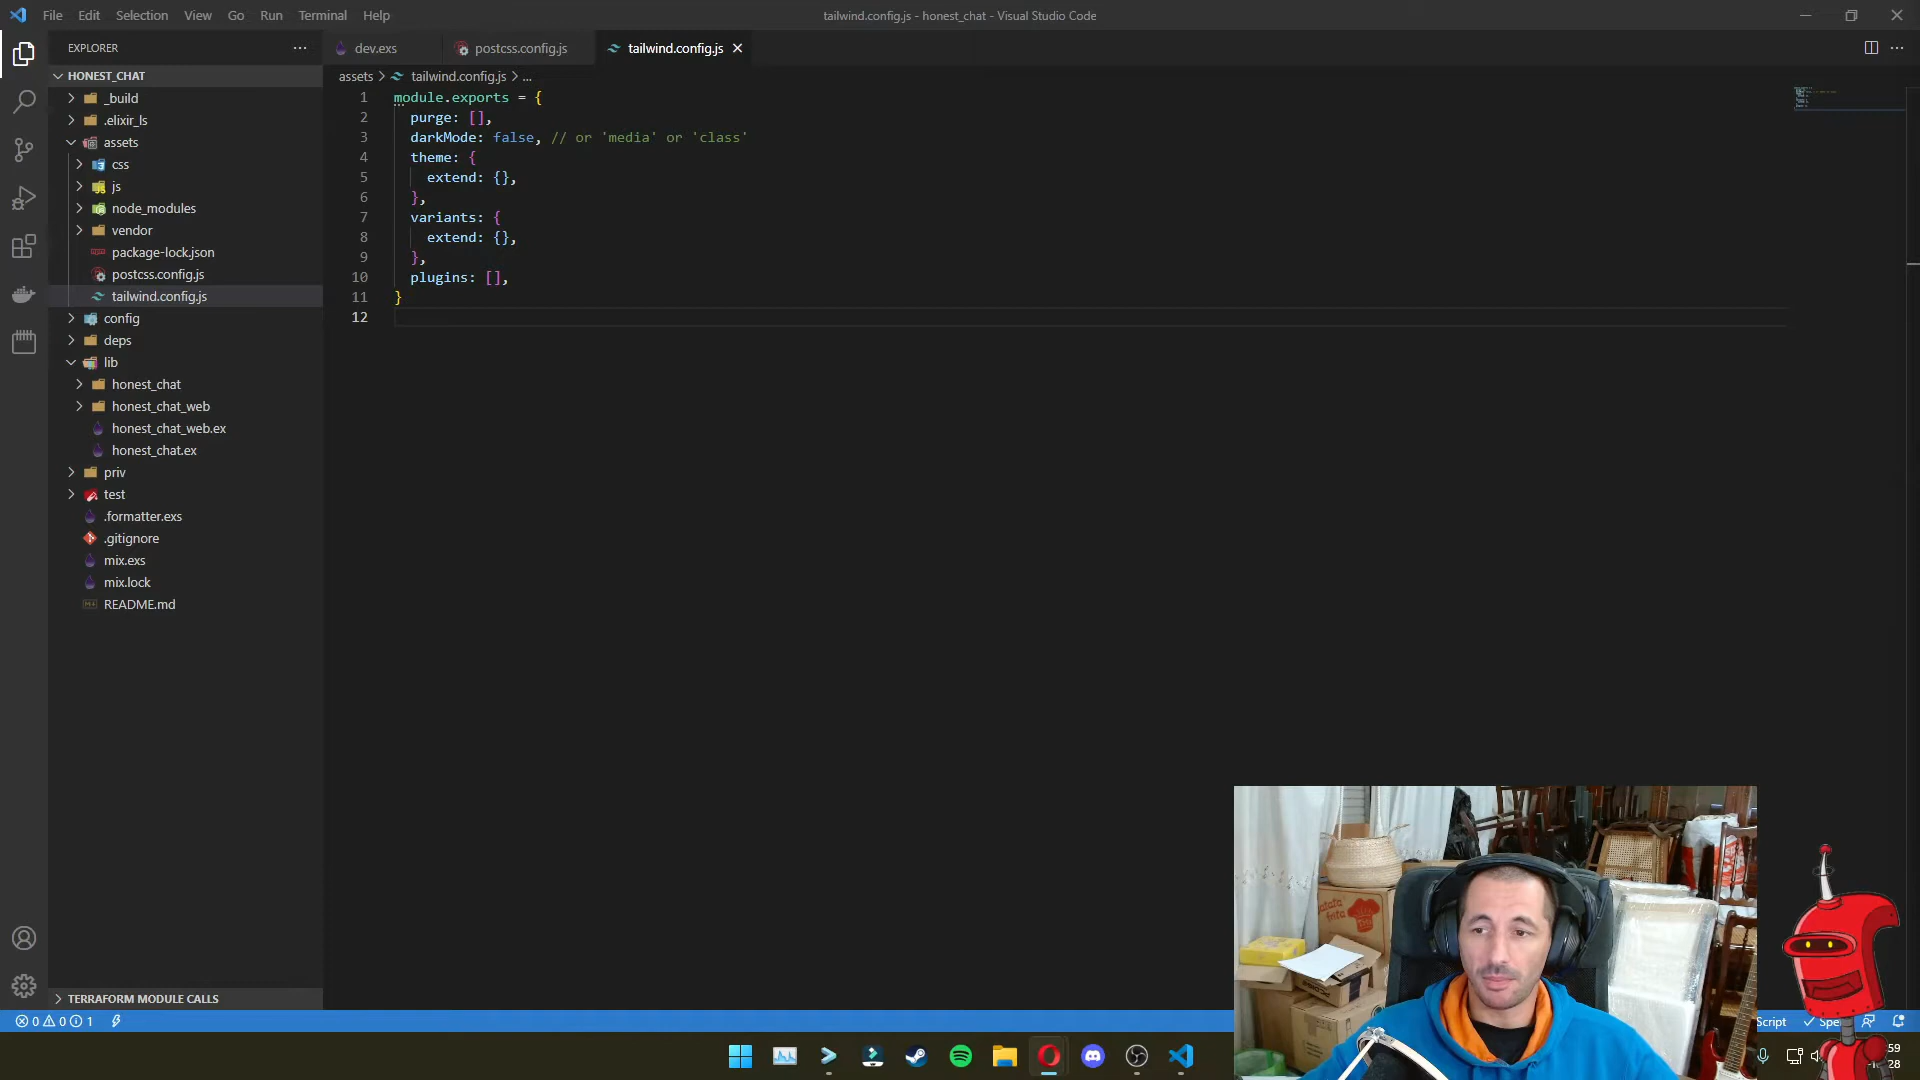 File Edit Selection View Go Run Terminal Help
tailwind.config.js - honest_chat - Visual Studio Code
EXPLORER
HONEST_CHAT
_build
.elixir_ls
assets
css
js
node_modules
vendor
package-lock.json
postcss.config.js
tailwind.config.js
config
deps
lib
honest_chat
honest_chat_web
honest_chat_web.ex
honest_chat.ex
priv
test
.formatter.exs
.gitignore
mix.exs
mix.lock
README.md
TERRAFORM MODULE CALLS
dev.exs
postcss.config.js
tailwind.config.js
assets > tailwind.config.js > ...
1 module.exports = {
2 purge: [],
3 darkMode: false, // or 'media' or 'class'
4 theme: {
5 extend: {},
6 },
7 variants: {
8 extend: {},
9 },
10 plugins: [],
11 }
12
patata
frita
0 0 1
Script
59
28